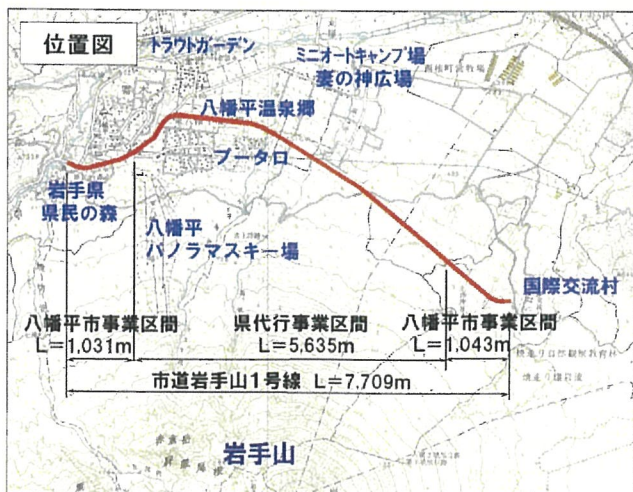 位置図
トラウトガーデン
ミニオートキャンプ場
妻の神広場
八幡平温泉郷
プータロ
岩手県
県民の森
八幡平
パノラマスキー場
国際交流村
八幡平市事業区間
L=1,031m
県代行事業区間
L=5,635m
八幡平市事業区間
L=1,043m
市道岩手山1号線 L=7,709m
岩手山